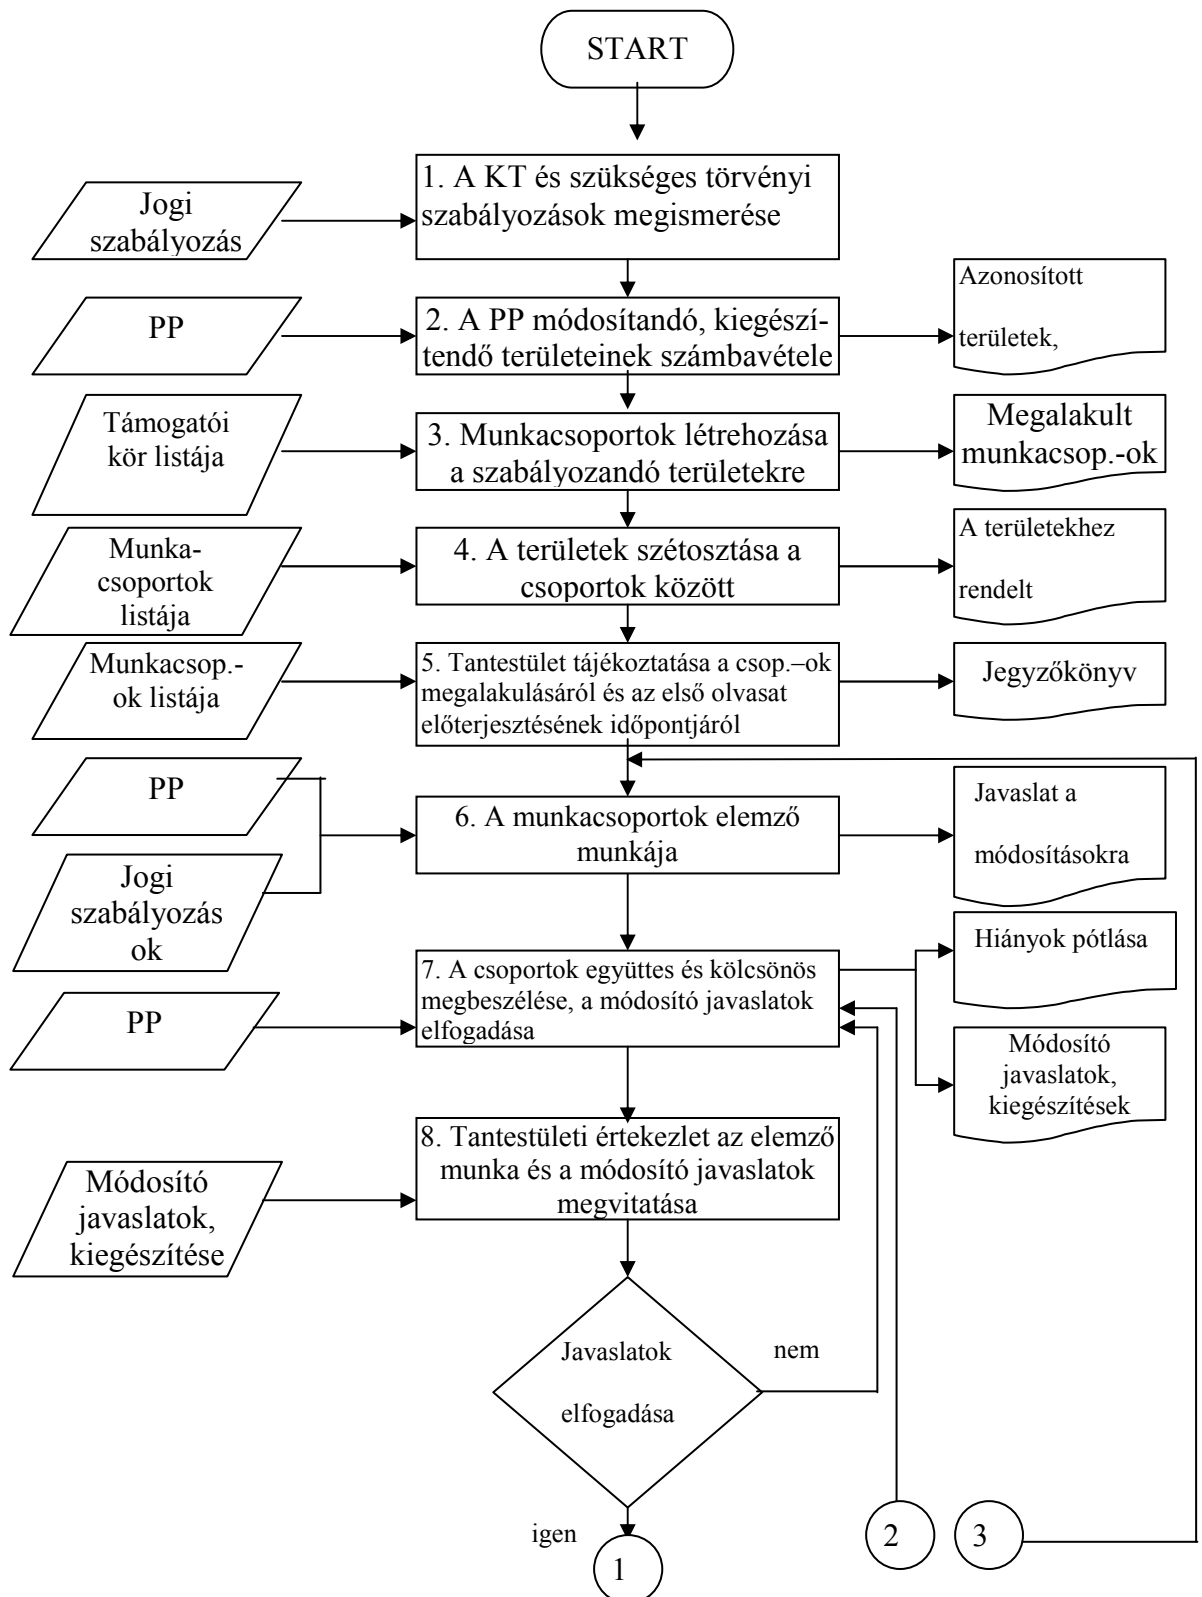 START
Jogi
szabályozás
1. A KT és szükséges törvényi
szabályozások megismerése
PP
2. A PP módosítandó, kiegészí-
tendő területeinek számbavétele
Azonosított
területek,
Támogatói
kör listája
3. Munkacsoportok létrehozása
a szabályozandó területekre
Megalakult
munkacsop.-ok
Munka-
csoportok
listája
4. A területek szétosztása a
csoportok között
A területekhez
rendelt
Munkacsop.-
ok listája
5. Tantestület tájékoztatása a csop.–ok
megalakulásáról és az első olvasat
előterjesztésének időpontjáról
Jegyzőkönyv
PP
Jogi
szabályozás
ok
6. A munkacsoportok elemző
munkája
Javaslat a
módosításokra
PP
7. A csoportok együttes és kölcsönös
megbeszélése, a módosító javaslatok
elfogadása
Hiányok pótlása
Módosító
javaslatok,
kiegészítések
Módosító
javaslatok,
kiegészítése
8. Tantestületi értekezlet az elemző
munka és a módosító javaslatok
megvitatása
Javaslatok
elfogadása
nem
igen
1
2
3